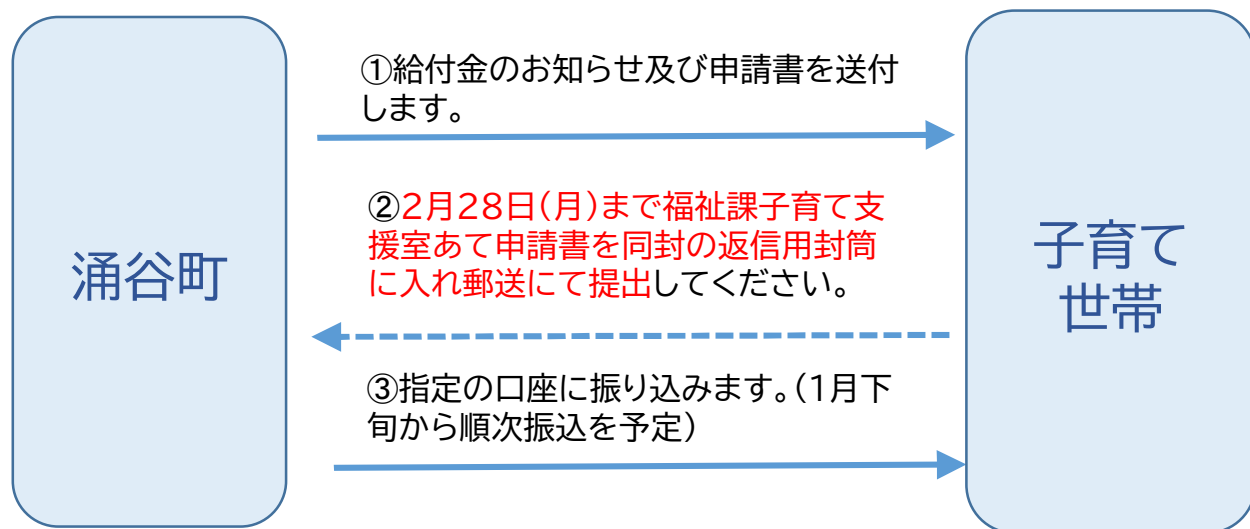 涌谷町
①給付金のお知らせ及び申請書を送付
します。
②2月28日(月)まで福祉課子育て支
援室あて申請書を同封の返信用封筒
に入れ郵送にて提出してください。
③指定の口座に振り込みます。(1月下
旬から順次振込を予定)
子育て
世帯